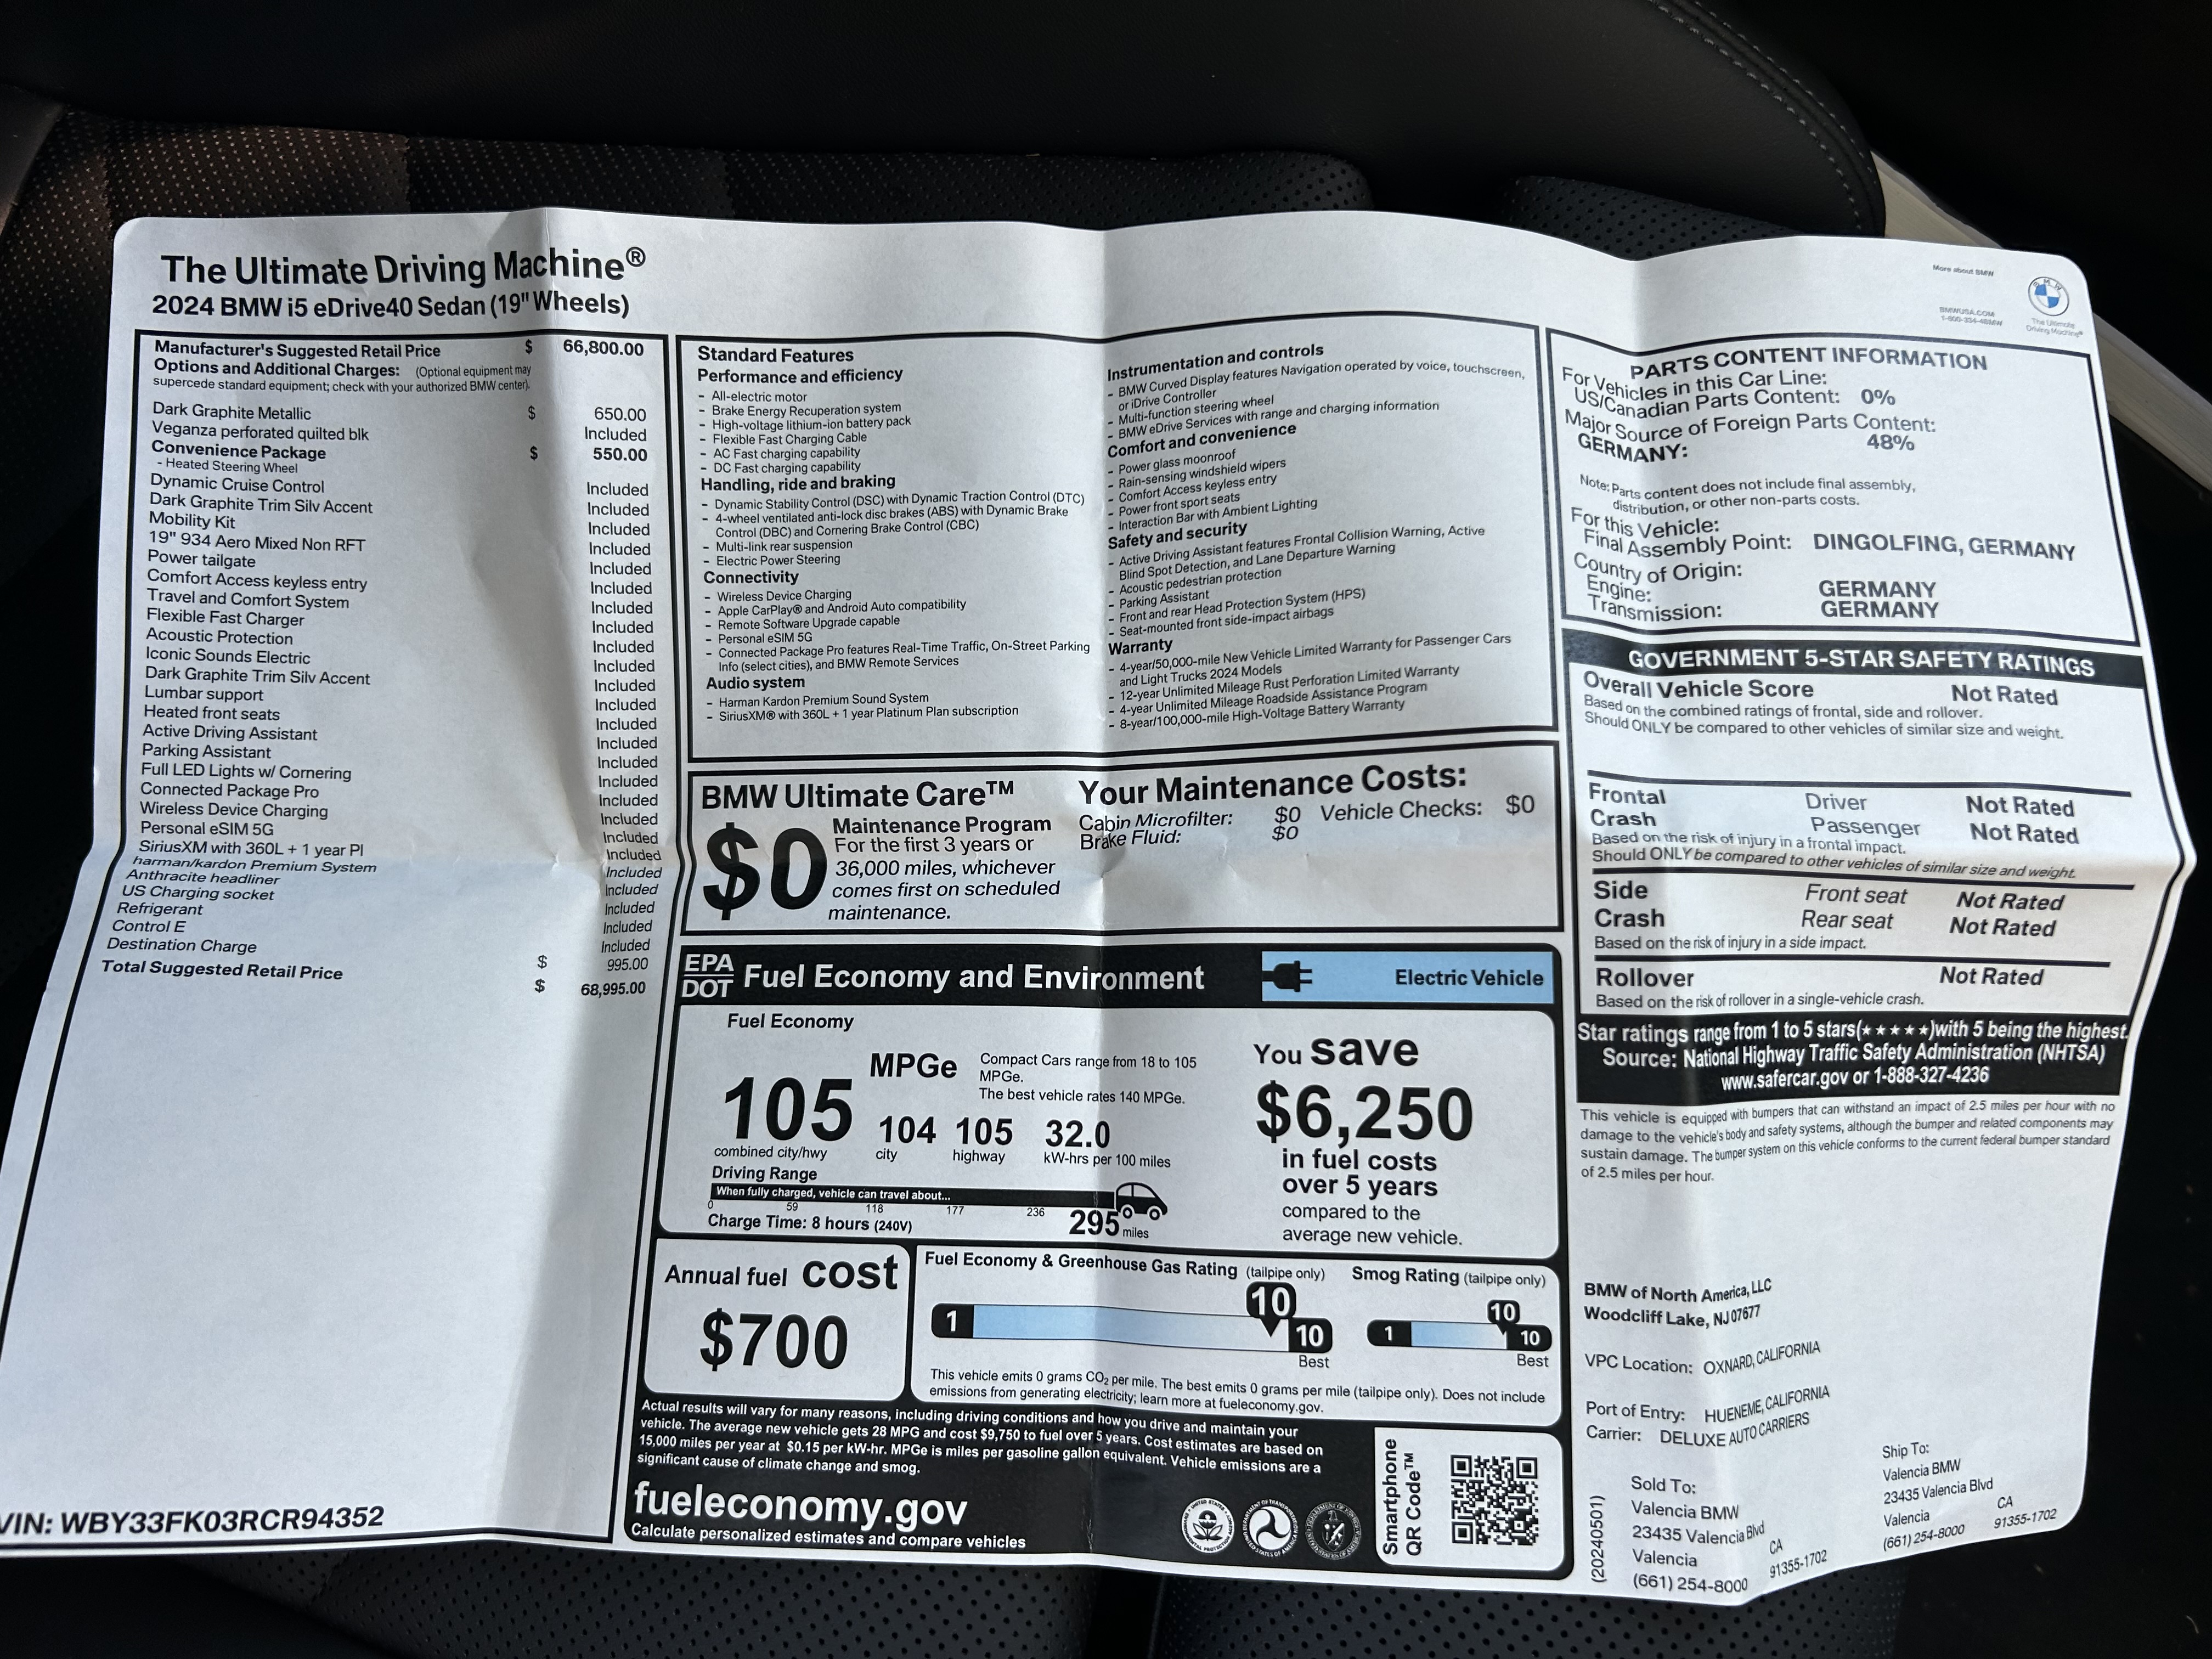 The Ultimate Driving Machine®
2024 BMW i5 eDrive40 Sedan (19" Wheels)
Manufacturer's Suggested Retail Price $ 66,800.00
Options and Additional Charges: (Optional equipment may
supercede standard equipment; check with your authorized BMW center).
Dark Graphite Metallic $ 650.00
Veganza perforated quilted blk Included
Convenience Package $ 550.00
- Heated Steering Wheel
Dynamic Cruise Control Included
Dark Graphite Trim Silv Accent Included
Mobility Kit Included
19" 934 Aero Mixed Non RFT Included
Power tailgate Included
Comfort Access keyless entry Included
Travel and Comfort System Included
Flexible Fast Charger Included
Acoustic Protection Included
Iconic Sounds Electric Included
Dark Graphite Trim Silv Accent Included
Lumbar support Included
Heated front seats Included
Active Driving Assistant Included
Parking Assistant Included
Full LED Lights w/ Cornering Included
Connected Package Pro Included
Wireless Device Charging Included
Personal eSIM 5G Included
SiriusXM with 360L + 1 year Pl Included
harman/kardon Premium System Included
Anthracite headliner Included
US Charging socket Included
Refrigerant Included
Control E Included
Destination Charge $ 995.00
Total Suggested Retail Price $ 68,995.00
VIN: WBY33FK03RCR94352
Standard Features
Performance and efficiency
- All-electric motor
- Brake Energy Recuperation system
- High-voltage lithium-ion battery pack
- Flexible Fast Charging Cable
- AC Fast charging capability
- DC Fast charging capability
Handling, ride and braking
- Dynamic Stability Control (DSC) with Dynamic Traction Control (DTC)
- 4-wheel ventilated anti-lock disc brakes (ABS) with Dynamic Brake
Control (DBC) and Cornering Brake Control (CBC)
- Multi-link rear suspension
- Electric Power Steering
Connectivity
- Wireless Device Charging
- Apple CarPlay® and Android Auto compatibility
- Remote Software Upgrade capable
- Personal eSIM 5G
- Connected Package Pro features Real-Time Traffic, On-Street Parking
Info (select cities), and BMW Remote Services
Audio system
- Harman Kardon Premium Sound System
- SiriusXM® with 360L + 1 year Platinum Plan subscription
Instrumentation and controls
- BMW Curved Display features Navigation operated by voice, touchscreen,
or iDrive Controller
- Multi-function steering wheel
- BMW eDrive Services with range and charging information
Comfort and convenience
- Power glass moonroof
- Rain-sensing windshield wipers
- Comfort Access keyless entry
- Power front sport seats
- Interaction Bar with Ambient Lighting
Safety and security
- Active Driving Assistant features Frontal Collision Warning, Active
Blind Spot Detection, and Lane Departure Warning
- Acoustic pedestrian protection
- Parking Assistant
- Front and rear Head Protection System (HPS)
- Seat-mounted front side-impact airbags
Warranty
- 4-year/50,000-mile New Vehicle Limited Warranty for Passenger Cars
and Light Trucks 2024 Models
- 12-year Unlimited Mileage Rust Perforation Limited Warranty
- 4-year Unlimited Mileage Roadside Assistance Program
- 8-year/100,000-mile High-Voltage Battery Warranty
BMW Ultimate Care™
$0
Maintenance Program
For the first 3 years or
36,000 miles, whichever
comes first on scheduled
maintenance.
Your Maintenance Costs:
Cabin Microfilter: $0 Vehicle Checks: $0
Brake Fluid: $0
EPA
DOT
Fuel Economy and Environment
Electric Vehicle
Fuel Economy
105
combined city/hwy
MPGe
104
city
105
highway
Compact Cars range from 18 to 105
MPGe.
The best vehicle rates 140 MPGe.
32.0
kW-hrs per 100 miles
Driving Range
When fully charged, vehicle can travel about...
0 59 118 177 236 295 miles
Charge Time: 8 hours (240V)
You save
$6,250
in fuel costs
over 5 years
compared to the
average new vehicle.
Annual fuel cost
$700
Fuel Economy & Greenhouse Gas Rating (tailpipe only)
1 10 10
Best
Smog Rating (tailpipe only)
1 10 10
Best
This vehicle emits 0 grams CO2 per mile. The best emits 0 grams per mile (tailpipe only). Does not include
emissions from generating electricity; learn more at fueleconomy.gov.
Actual results will vary for many reasons, including driving conditions and how you drive and maintain your
vehicle. The average new vehicle gets 28 MPG and cost $9,750 to fuel over 5 years. Cost estimates are based on
15,000 miles per year at $0.15 per kW-hr. MPGe is miles per gasoline gallon equivalent. Vehicle emissions are a
significant cause of climate change and smog.
fueleconomy.gov
Calculate personalized estimates and compare vehicles
Smartphone
QR Code™
More about BMW
BMWUSA.COM
1-800-334-4BMW
BMW
The Ultimate
Driving Machine®
PARTS CONTENT INFORMATION
For Vehicles in this Car Line:
US/Canadian Parts Content: 0%
Major Source of Foreign Parts Content:
GERMANY: 48%
Note: Parts content does not include final assembly,
distribution, or other non-parts costs.
For this Vehicle:
Final Assembly Point: DINGOLFING, GERMANY
Country of Origin:
Engine: GERMANY
Transmission: GERMANY
GOVERNMENT 5-STAR SAFETY RATINGS
Overall Vehicle Score Not Rated
Based on the combined ratings of frontal, side and rollover.
Should ONLY be compared to other vehicles of similar size and weight.
Frontal Driver Not Rated
Crash Passenger Not Rated
Based on the risk of injury in a frontal impact.
Should ONLY be compared to other vehicles of similar size and weight.
Side Front seat Not Rated
Crash Rear seat Not Rated
Based on the risk of injury in a side impact.
Rollover Not Rated
Based on the risk of rollover in a single-vehicle crash.
Star ratings range from 1 to 5 stars (★★★★★) with 5 being the highest.
Source: National Highway Traffic Safety Administration (NHTSA)
www.safercar.gov or 1-888-327-4236
This vehicle is equipped with bumpers that can withstand an impact of 2.5 miles per hour with no
damage to the vehicle's body and safety systems, although the bumper and related components may
sustain damage. The bumper system on this vehicle conforms to the current federal bumper standard
of 2.5 miles per hour.
BMW of North America, LLC
Woodcliff Lake, NJ 07677
VPC Location: OXNARD, CALIFORNIA
Port of Entry: HUENEME, CALIFORNIA
Carrier: DELUXE AUTO CARRIERS
(20240501)
Sold To:
Valencia BMW
23435 Valencia Blvd
Valencia CA
(661) 254-8000 91355-1702
Ship To:
Valencia BMW
23435 Valencia Blvd
Valencia CA
(661) 254-8000 91355-1702